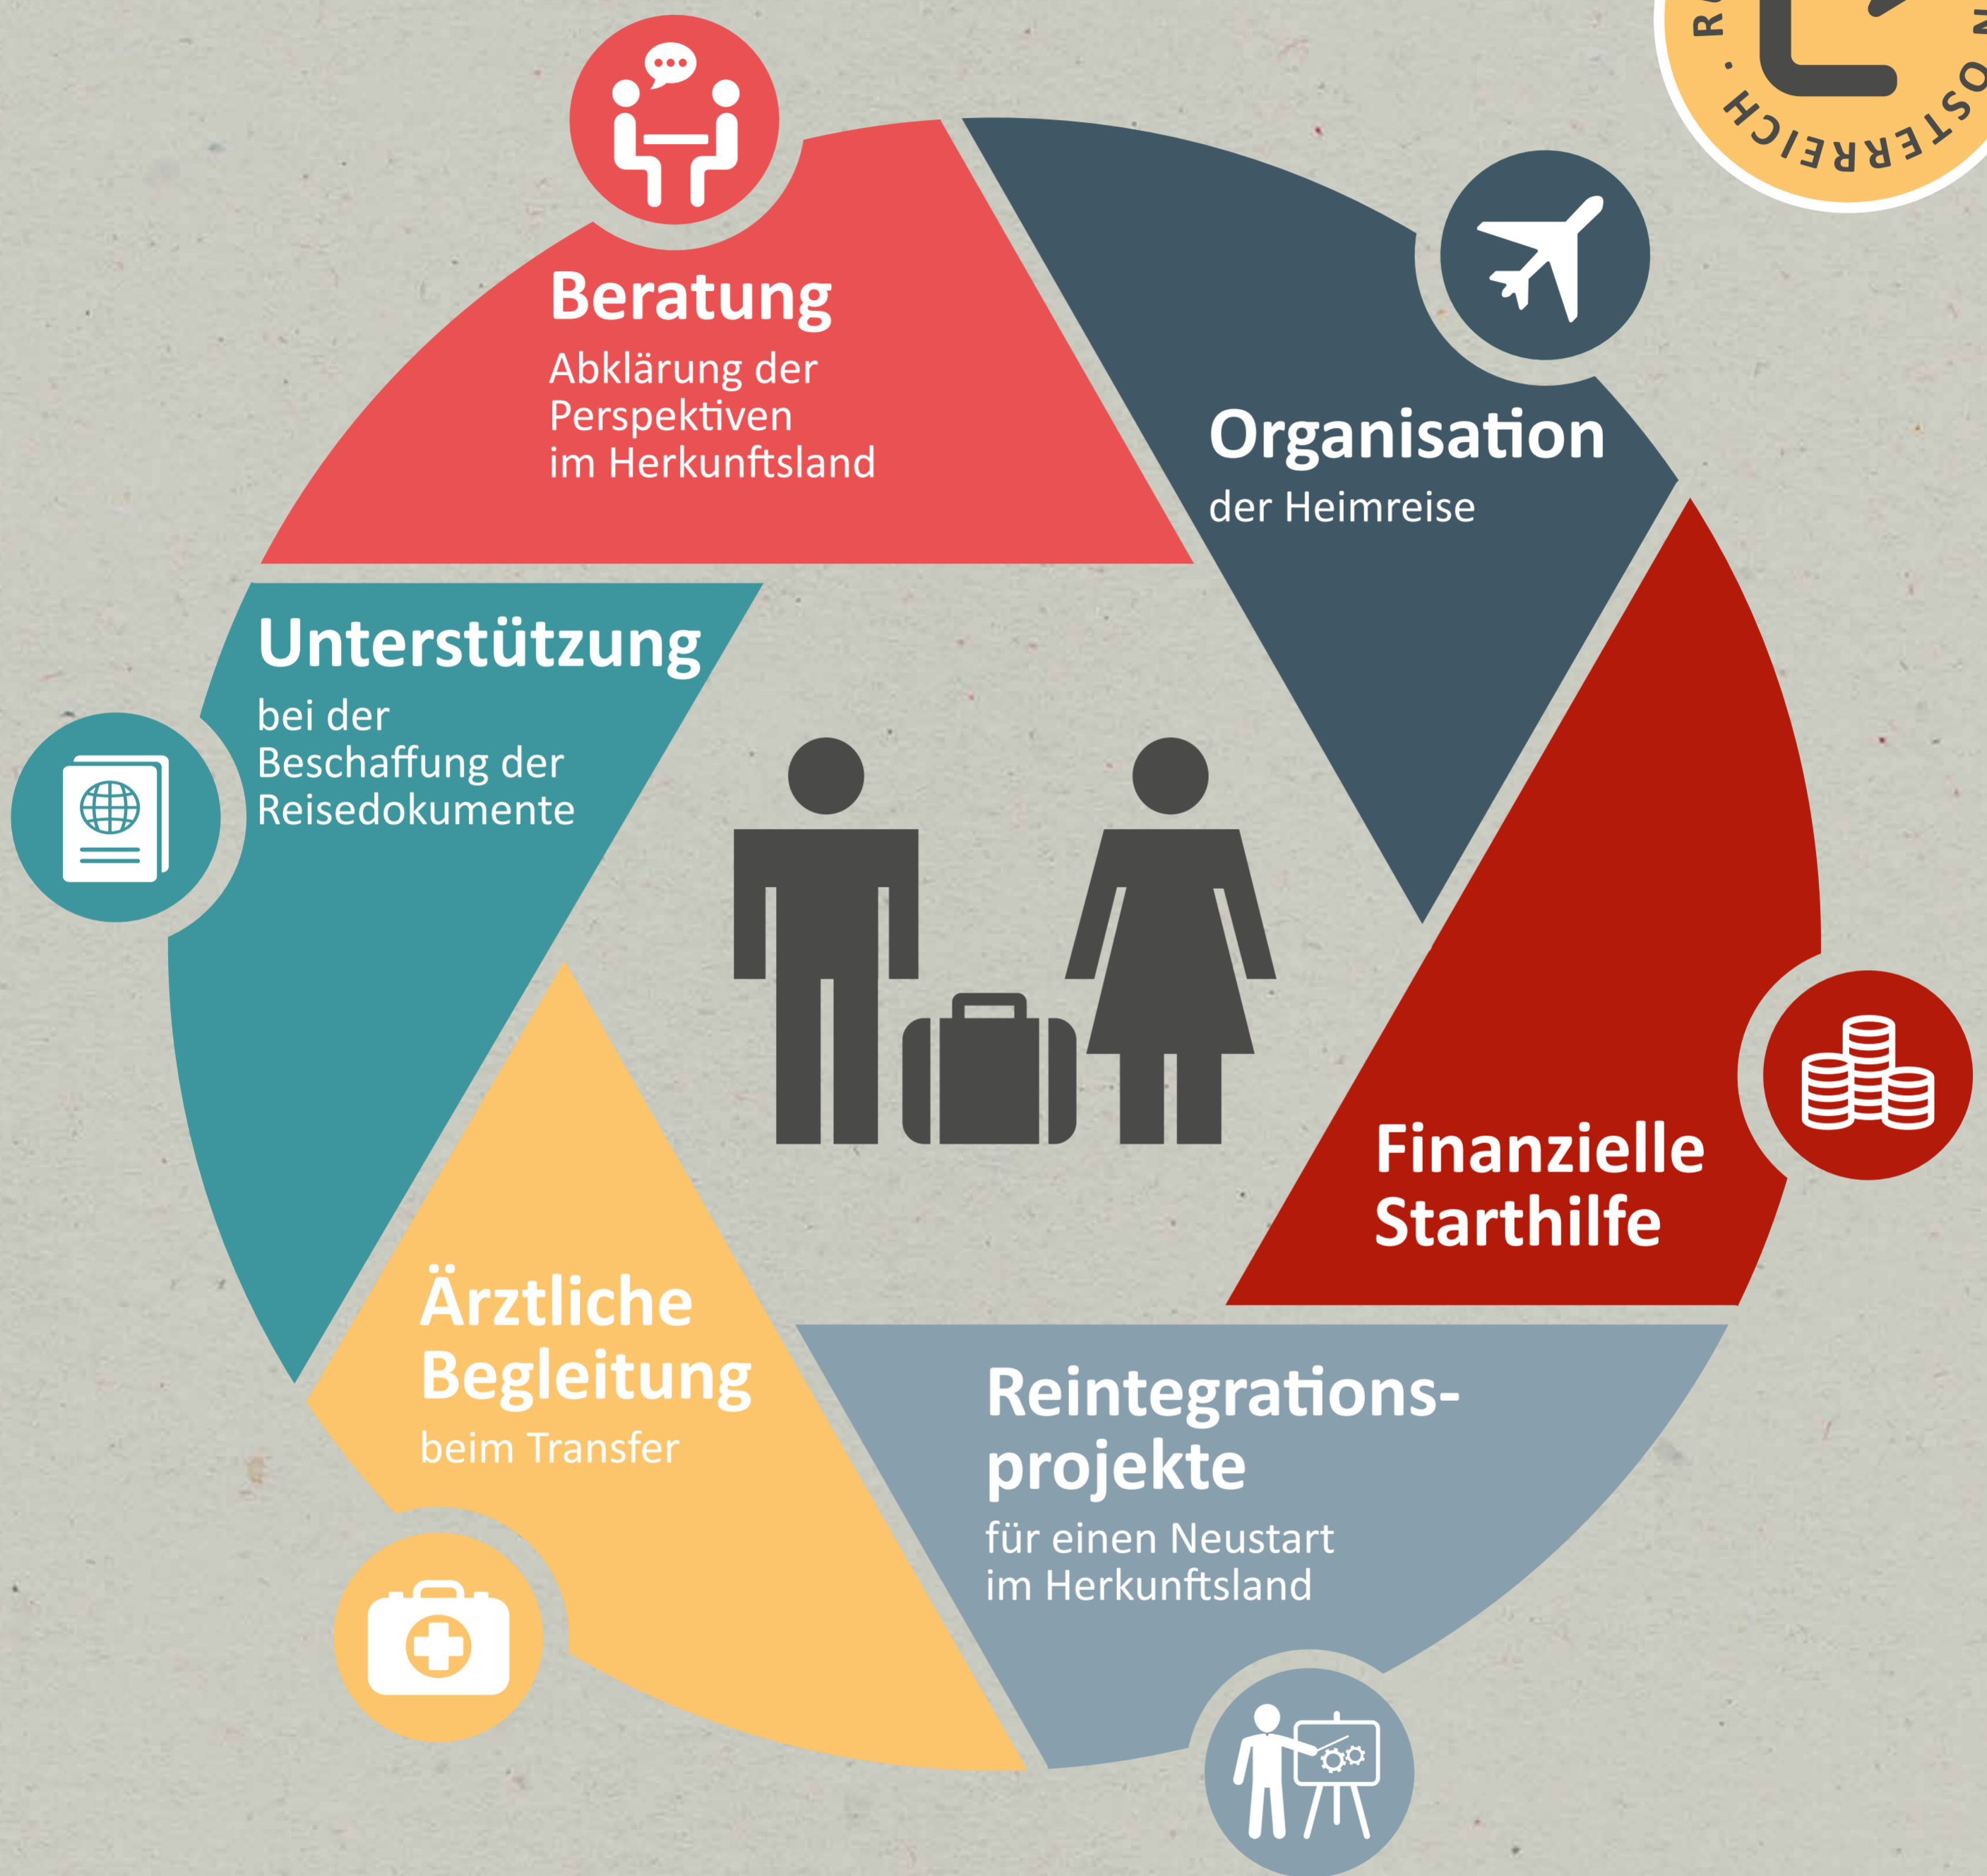 ÖSTERREICH
Beratung
Abklärung der
Perspektiven
im Herkunftsland
Organisation
der Heimreise
Unterstützung
bei der
Beschaffung der
Reisedokumente
Finanzielle
Starthilfe
Ärztliche
Begleitung
beim Transfer
Reintegrations-
projekte
für einen Neustart
im Herkunftsland